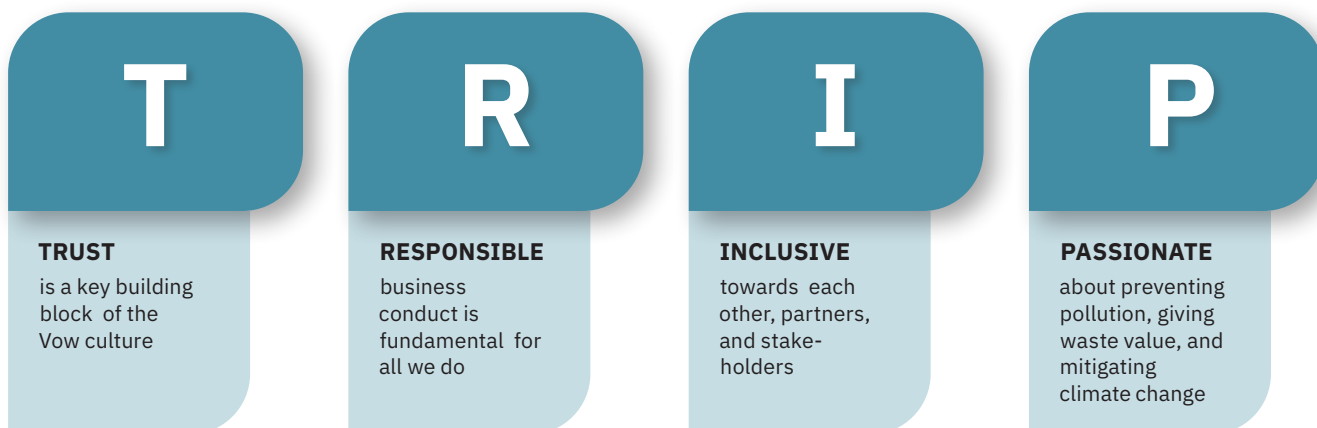 T
TRUST
is a key building
block of the
Vow culture
R
RESPONSIBLE
business
conduct is
fundamental for
all we do
I
INCLUSIVE
towards each
other, partners,
and stake-
holders
P
PASSIONATE
about preventing
pollution, giving
waste value, and
mitigating
climate change